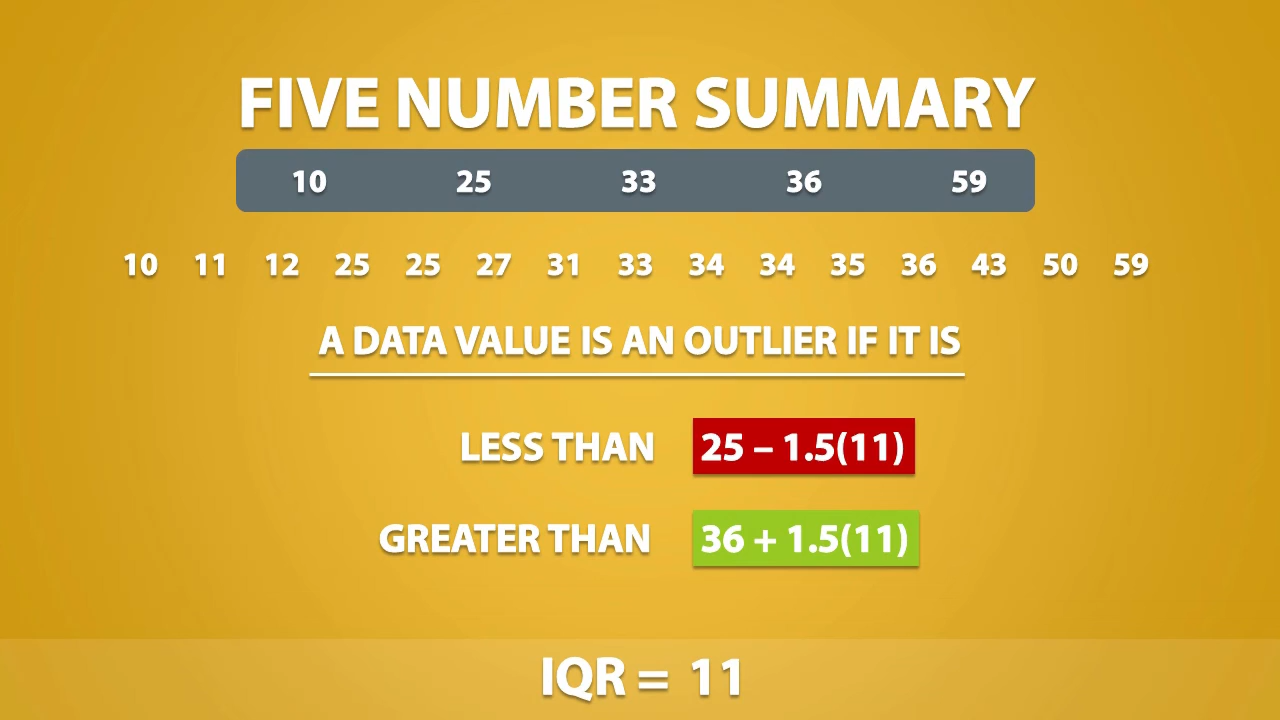 FIVE NUMBER SUMMARY
10 25 33 36 59
10 11 12 25 25 27 31 33 34 34 35 36 43 50 59
A DATA VALUE IS AN OUTLIER IF IT IS
LESS THAN 25 – 1.5(11)
GREATER THAN 36 + 1.5(11)
IQR = 11